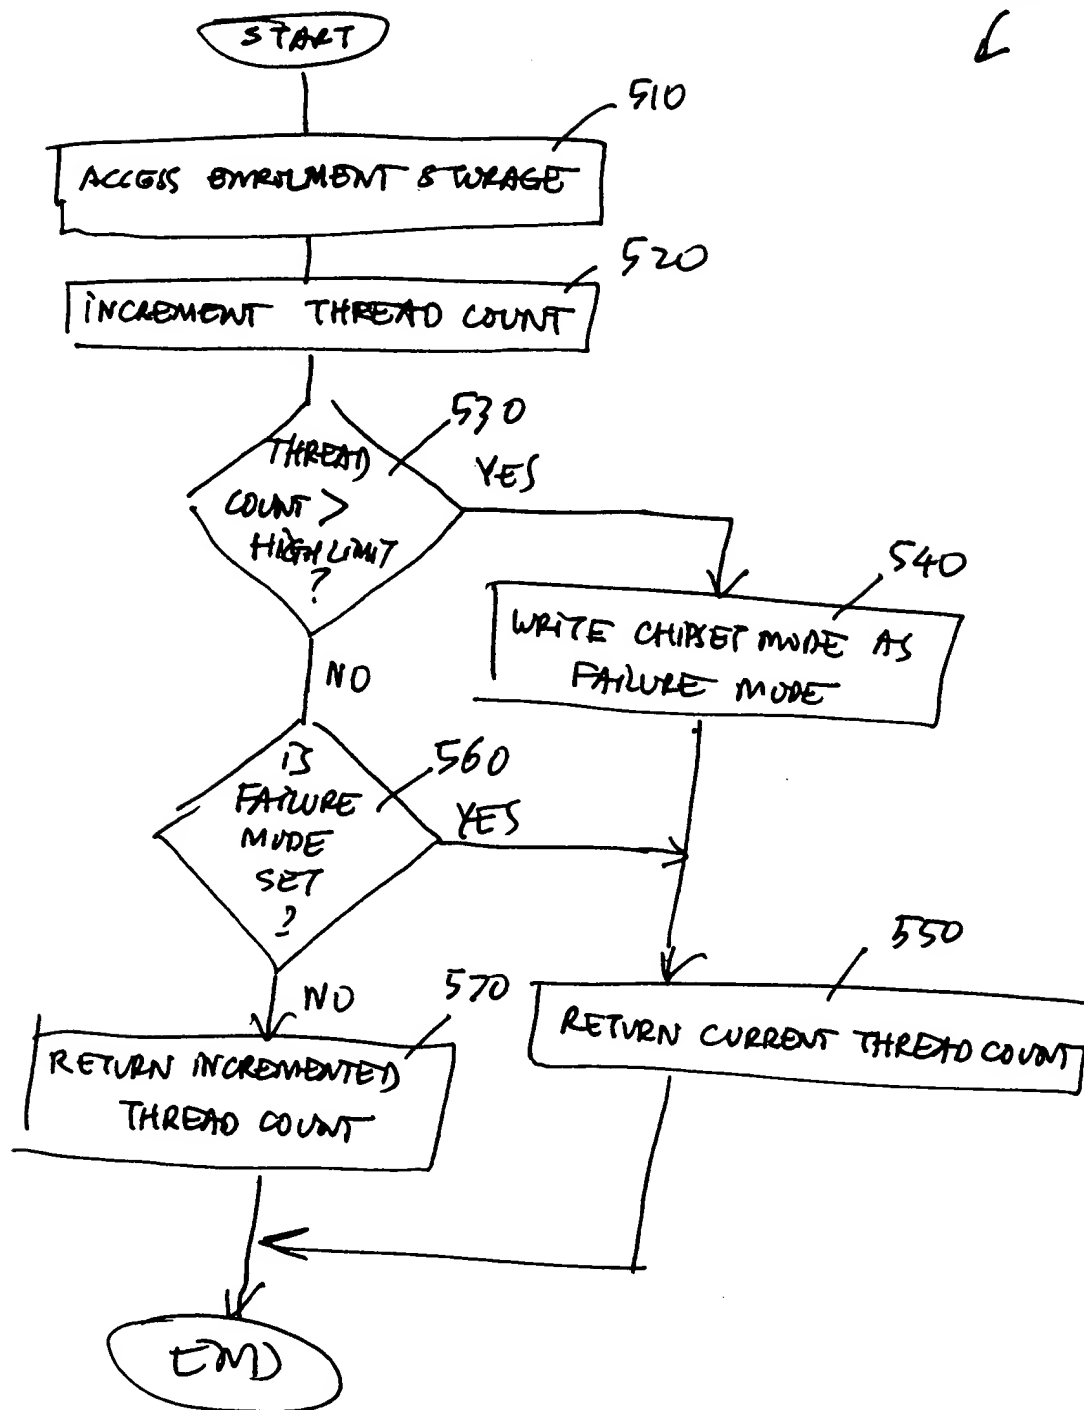 START
510
ACCESS ENROLMENT STORAGE
520
INCREMENT THREAD COUNT
530
THREAD
COUNT >
HIGH LIMIT
?
YES
540
WRITE CHIPSET MODE AS
FAILURE MODE
NO
560
IS
FAILURE
MODE
SET
?
YES
550
RETURN CURRENT THREAD COUNT
NO
570
RETURN INCREMENTED
THREAD COUNT
END